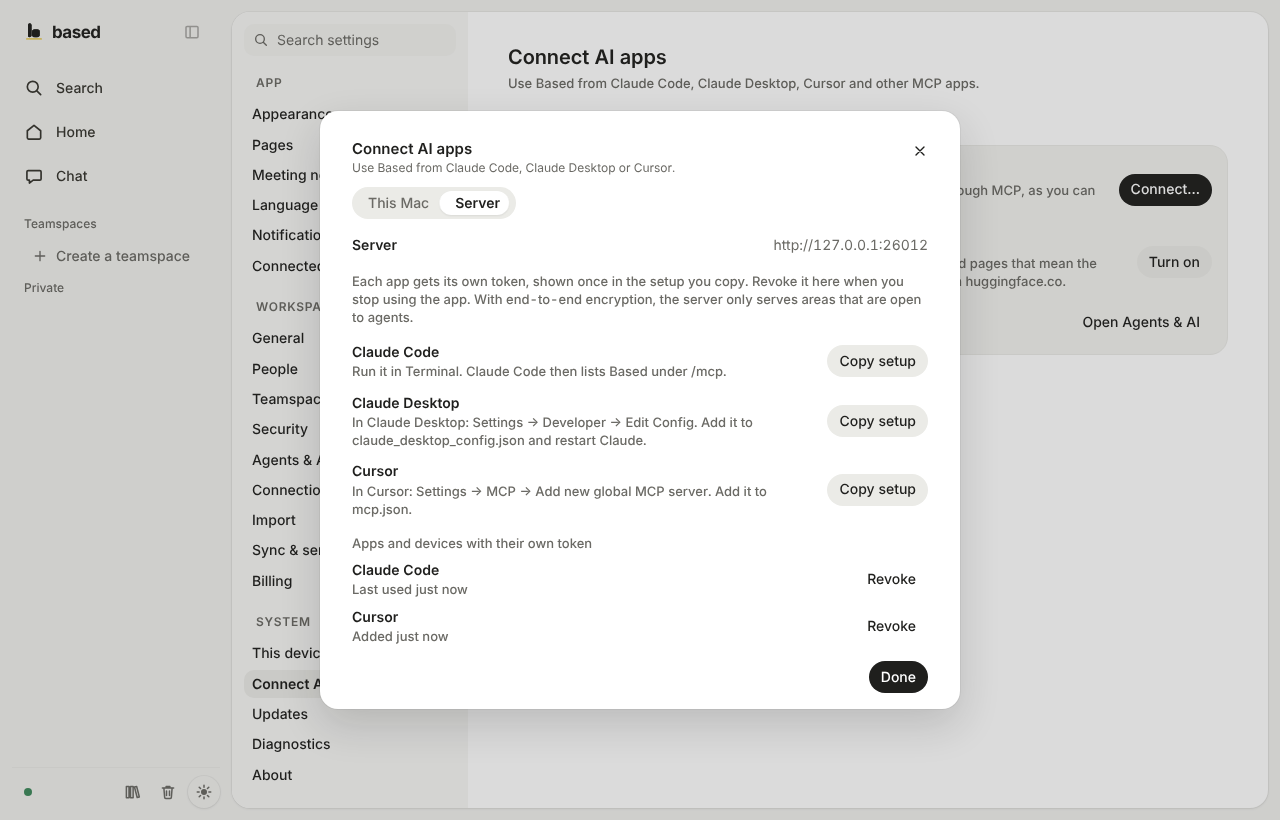 based
Search
Home
Chat
Teamspaces
Create a teamspace
Private
Search settings
APP
Appearance
Pages
Meeting
Language
Connected
WORKSPA
General
People
Teamspac
Security
Agents & A
Import
Sync & se
Billing
SYSTEM
This devic
Connect A
Updates
Diagnostics
About
Connect AI apps
Use Based from Claude Code, Claude Desktop, Cursor and other MCP apps.
ough MCP, as you can
Connect...
d pages that mean the
huggingface.co.
Turn on
Open Agents & AI
Connect AI apps
Use Based from Claude Code, Claude Desktop or Cursor.
This Mac
Server
Server
http://127.0.0.1:26012
Each app gets its own token, shown once in the setup you copy. Revoke it here when you
stop using the app. With end-to-end encryption, the server only serves areas that are open
to agents.
Claude Code
Run it in Terminal. Claude Code then lists Based under /mcp.
Copy setup
Claude Desktop
In Claude Desktop: Settings → Developer → Edit Config. Add it to
claude_desktop_config.json and restart Claude.
Copy setup
Cursor
In Cursor: Settings → MCP → Add new global MCP server. Add it to
mcp.json.
Copy setup
Apps and devices with their own token
Claude Code
Last used just now
Revoke
Cursor
Added just now
Revoke
Done